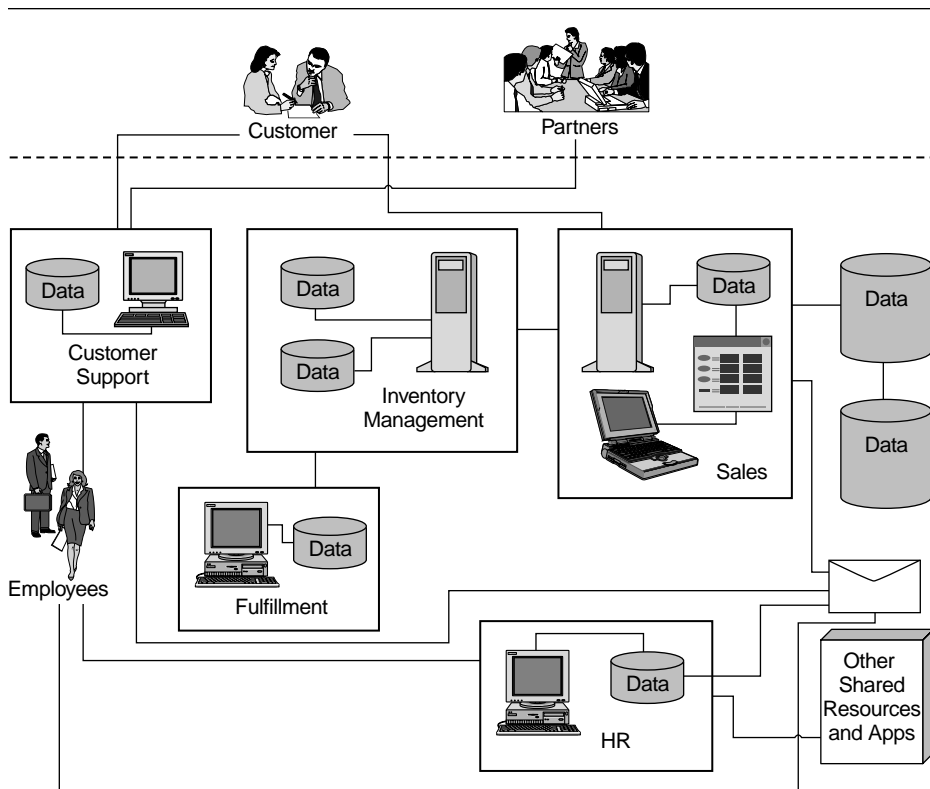 Customer
Partners
Data
Customer
Support
Data
Data
Inventory
Management
Data
Sales
Data
Data
Employees
Data
Fulfillment
Data
HR
Other
Shared
Resources
and Apps